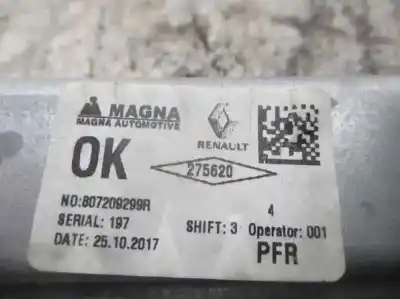 MAGNA
MAGNA AUTOMOTIVE
RENAULT
OK
275620
NO:807209299R
SERIAL: 197
DATE: 25.10.2017
4
SHIFT: 3 Operator: 001
PFR